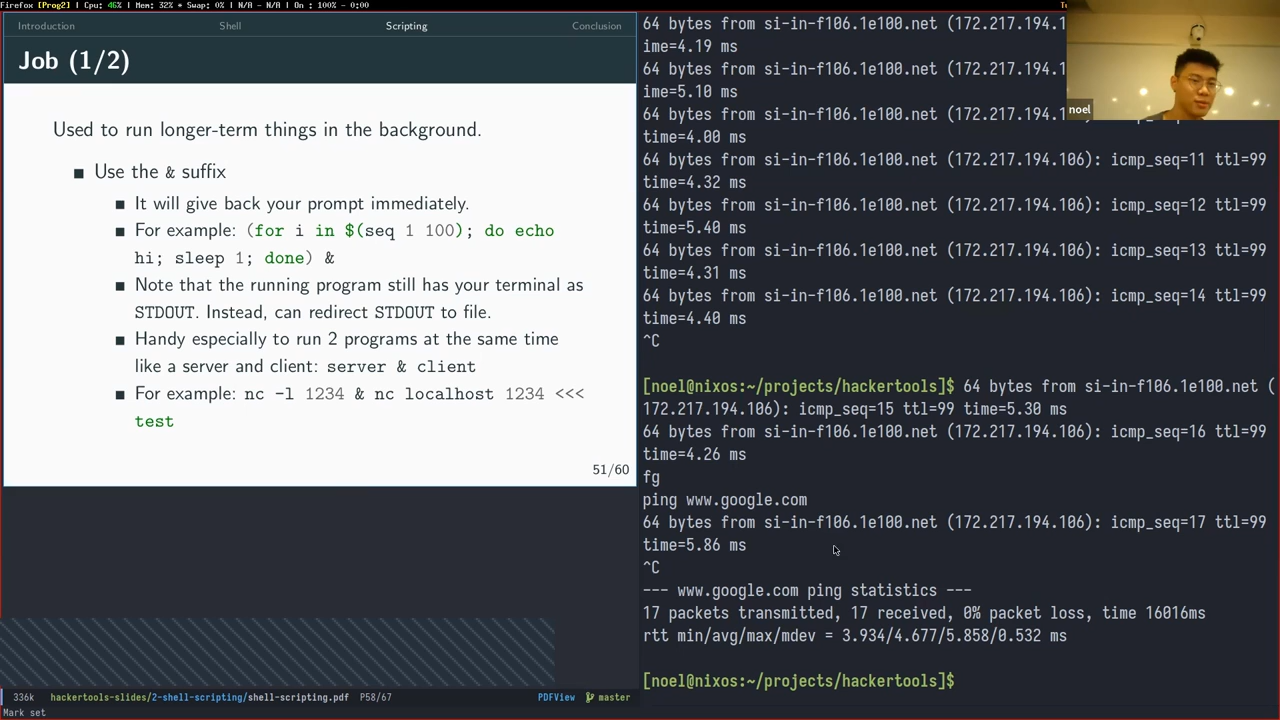 Firefox [Prog2] | Cpu: 46% | Mem: 32% * Swap: 0% | N/A - N/A | On : 100% - 0:00
Introduction Shell Scripting Conclusion
Job (1/2)
Used to run longer-term things in the background.
■ Use the & suffix
■ It will give back your prompt immediately.
■ For example: (for i in $(seq 1 100); do echo
hi; sleep 1; done) &
■ Note that the running program still has your terminal as
STDOUT. Instead, can redirect STDOUT to file.
■ Handy especially to run 2 programs at the same time
like a server and client: server & client
■ For example: nc -l 1234 & nc localhost 1234 <<<
test
51/60
336k hackertools-slides/2-shell-scripting/shell-scripting.pdf P58/67 PDFView master
Mark set
64 bytes from si-in-f106.1e100.net (172.217.194.1
ime=4.19 ms
64 bytes from si-in-f106.1e100.net (172.217.194.1
ime=5.10 ms
64 bytes from si-in-f106.1e100.net (172.217.194.
time=4.00 ms
64 bytes from si-in-f106.1e100.net (172.217.194.106): icmp_seq=11 ttl=99
time=4.32 ms
64 bytes from si-in-f106.1e100.net (172.217.194.106): icmp_seq=12 ttl=99
time=5.40 ms
64 bytes from si-in-f106.1e100.net (172.217.194.106): icmp_seq=13 ttl=99
time=4.31 ms
64 bytes from si-in-f106.1e100.net (172.217.194.106): icmp_seq=14 ttl=99
time=4.40 ms
^C
[noel@nixos:~/projects/hackertools]$ 64 bytes from si-in-f106.1e100.net (
172.217.194.106): icmp_seq=15 ttl=99 time=5.30 ms
64 bytes from si-in-f106.1e100.net (172.217.194.106): icmp_seq=16 ttl=99
time=4.26 ms
fg
ping www.google.com
64 bytes from si-in-f106.1e100.net (172.217.194.106): icmp_seq=17 ttl=99
time=5.86 ms
^C
--- www.google.com ping statistics ---
17 packets transmitted, 17 received, 0% packet loss, time 16016ms
rtt min/avg/max/mdev = 3.934/4.677/5.858/0.532 ms
[noel@nixos:~/projects/hackertools]$
noel